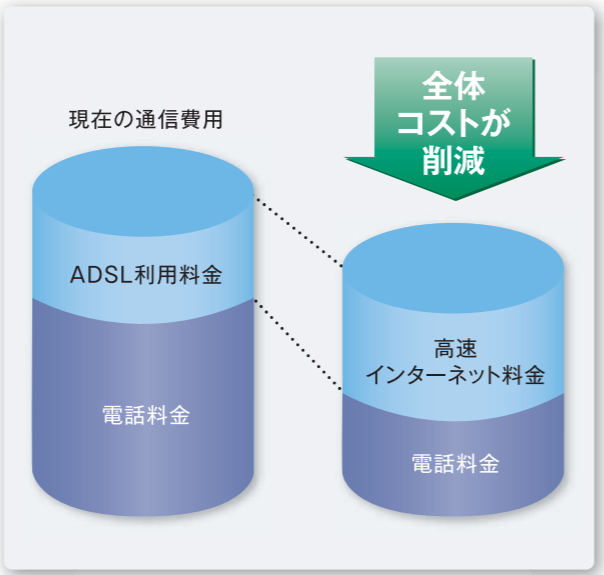 現在の通信費用
ADSL利用料金
電話料金
全体
コストが
削減
高速
インターネット料金
電話料金